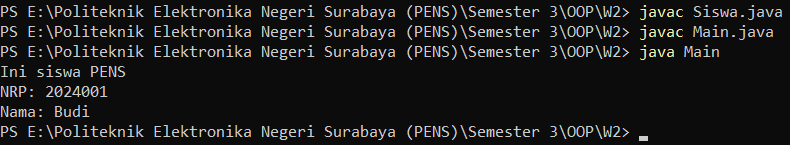 PS E:\Politeknik Elektronika Negeri Surabaya (PENS)\Semester 3\OOP\W2> javac Siswa.java
PS E:\Politeknik Elektronika Negeri Surabaya (PENS)\Semester 3\OOP\W2> javac Main.java
PS E:\Politeknik Elektronika Negeri Surabaya (PENS)\Semester 3\OOP\W2> java Main
Ini siswa PENS
NRP: 2024001
Nama: Budi
PS E:\Politeknik Elektronika Negeri Surabaya (PENS)\Semester 3\OOP\W2>